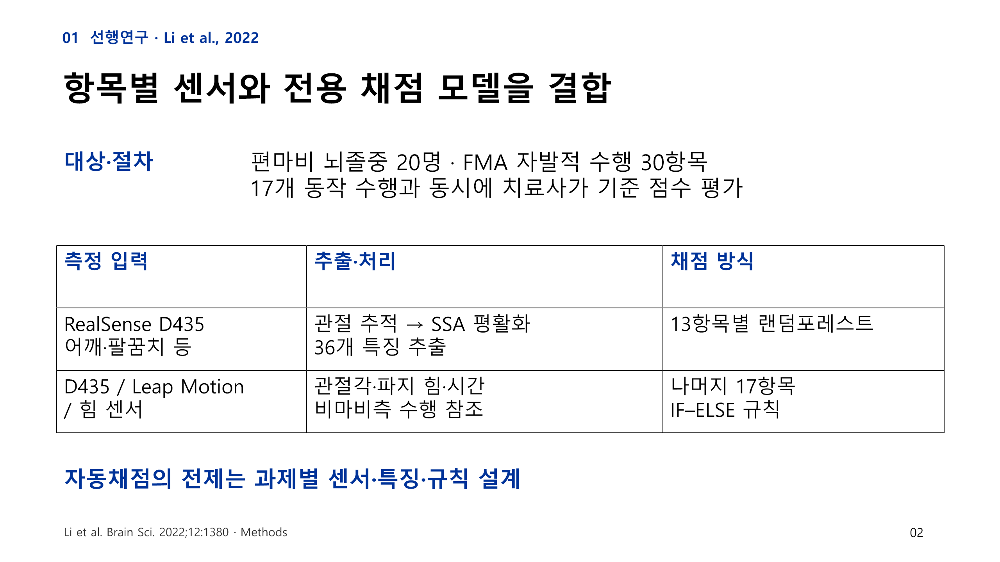 01 선행연구 · Li et al., 2022
항목별 센서와 전용 채점 모델을 결합
대상·절차
편마비 뇌졸중 20명 · FMA 자발적 수행 30항목
17개 동작 수행과 동시에 치료사가 기준 점수 평가
측정 입력
추출·처리
채점 방식
RealSense D435
어깨·팔꿈치 등
관절 추적 → SSA 평활화
36개 특징 추출
13항목별 랜덤포레스트
D435 / Leap Motion
/ 힘 센서
관절각·파지 힘·시간
비마비측 수행 참조
나머지 17항목
IF–ELSE 규칙
자동채점의 전제는 과제별 센서·특징·규칙 설계
Li et al. Brain Sci. 2022;12:1380 · Methods
02